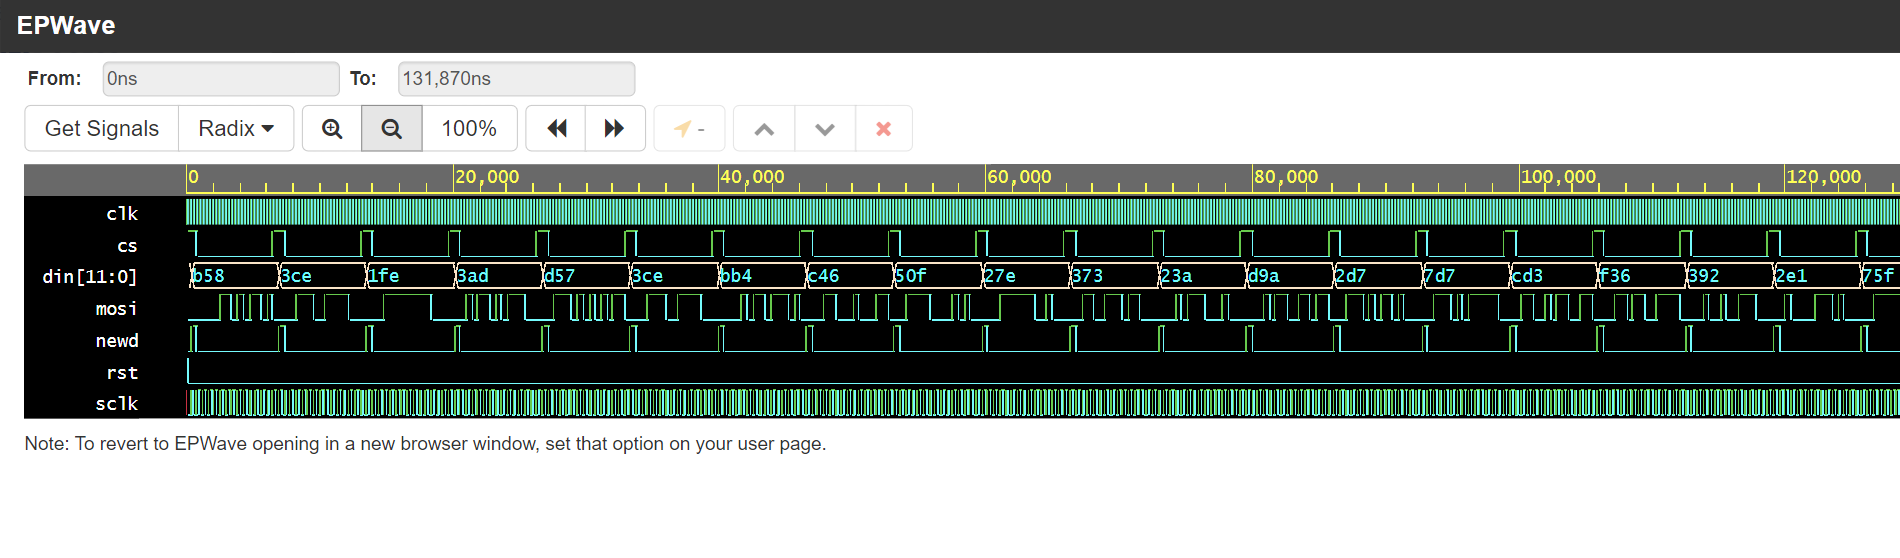 EPWave
From: 0ns To: 131,870ns
Get Signals Radix 100% -
0 20,000 40,000 60,000 80,000 100,000 120,000
clk
cs
din[11:0] b58 3ce 1fe 3ad d57 3ce bb4 c46 50f 27e 373 23a d9a 2d7 7d7 cd3 f36 392 2e1 75f
mosi
newd
rst
sclk
Note: To revert to EPWave opening in a new browser window, set that option on your user page.